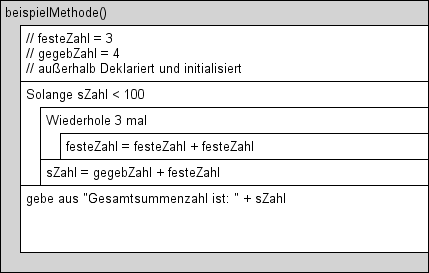 beispielMethode()
// festeZahl = 3
// gegebZahl = 4
// außerhalb Deklariert und initialisiert
Solange sZahl < 100
Wiederhole 3 mal
festeZahl = festeZahl + festeZahl
sZahl = gegebZahl + festeZahl
gebe aus "Gesamtsummenzahl ist: " + sZahl